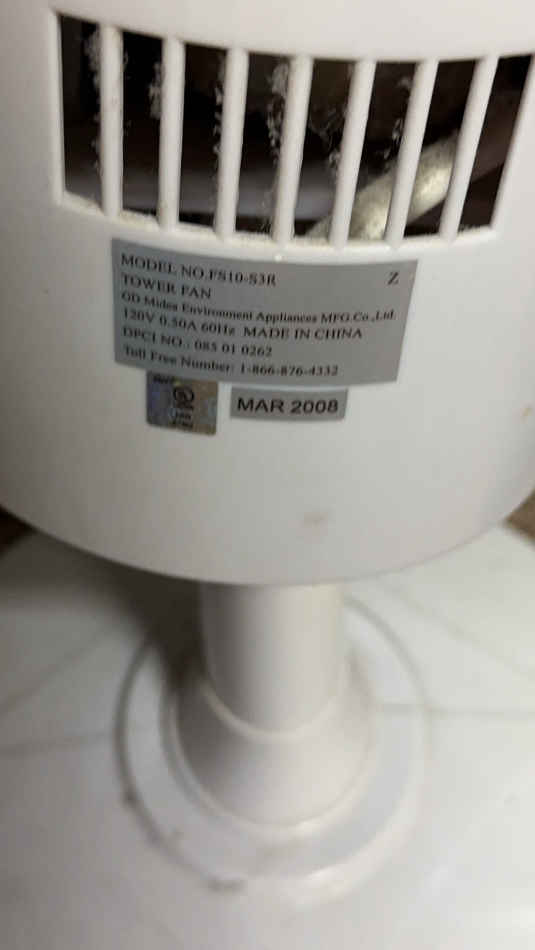 MODEL NO.FS10-S3R Z
TOWER FAN
GD Midea Environment Appliances MFG.Co.,Ltd.
120V 0.50A 60Hz MADE IN CHINA
DPCI NO.: 085 01 0262
Toll Free Number: 1-866-876-4332
MAR 2008